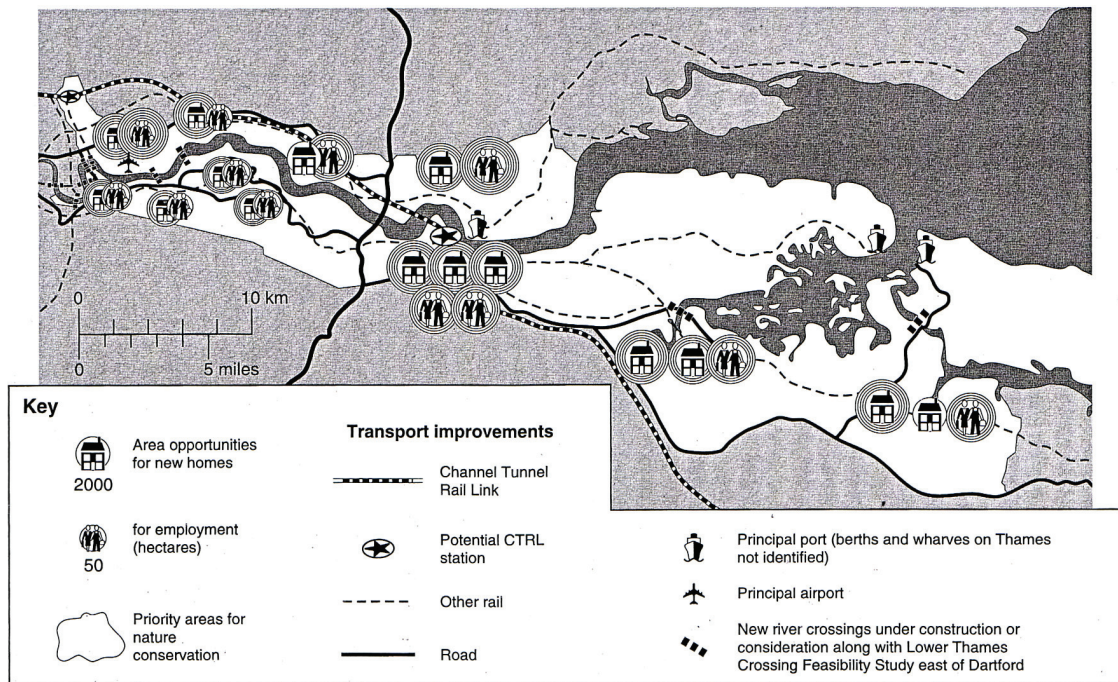 0
10 km
0
5 miles
Key
Area opportunities
for new homes
2000
for employment
(hectares)
50
Priority areas for
nature
conservation
Transport improvements
Channel Tunnel
Rail Link
Potential CTRL
station
Other rail
Road
Principal port (berths and wharves on Thames
not identified)
Principal airport
New river crossings under construction or
consideration along with Lower Thames
Crossing Feasibility Study east of Dartford